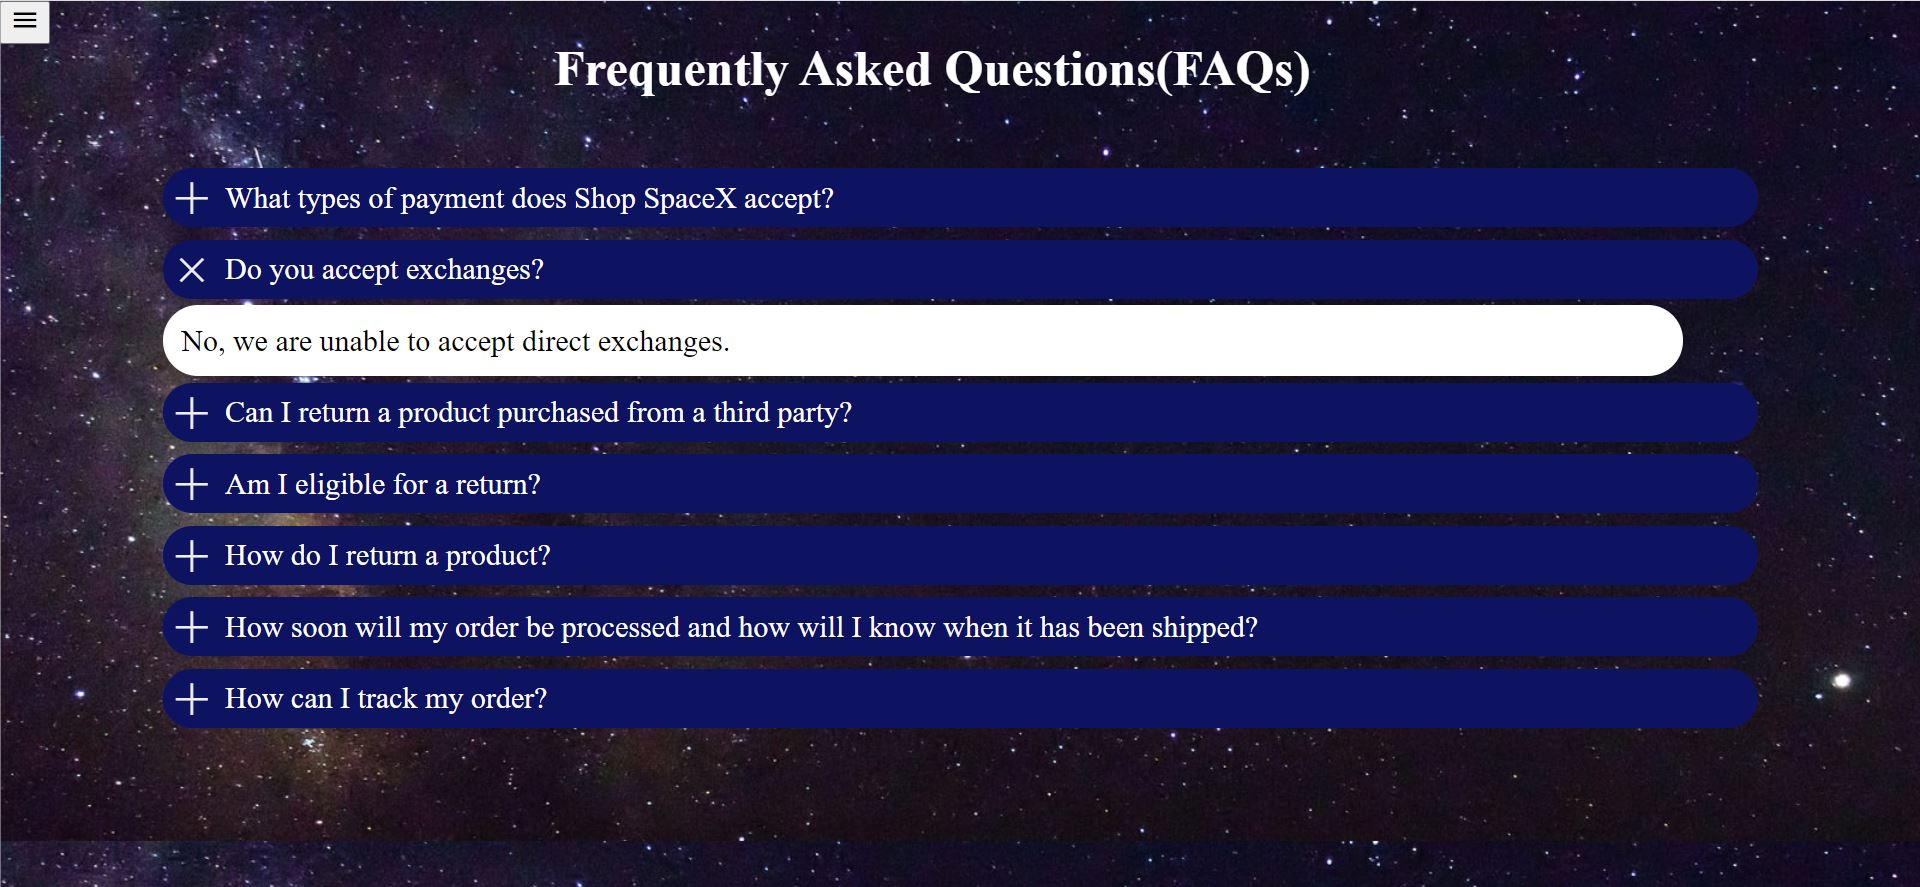 Frequently Asked Questions(FAQs)
What types of payment does Shop SpaceX accept?
Do you accept exchanges?
No, we are unable to accept direct exchanges.
Can I return a product purchased from a third party?
Am I eligible for a return?
How do I return a product?
How soon will my order be processed and how will I know when it has been shipped?
How can I track my order?